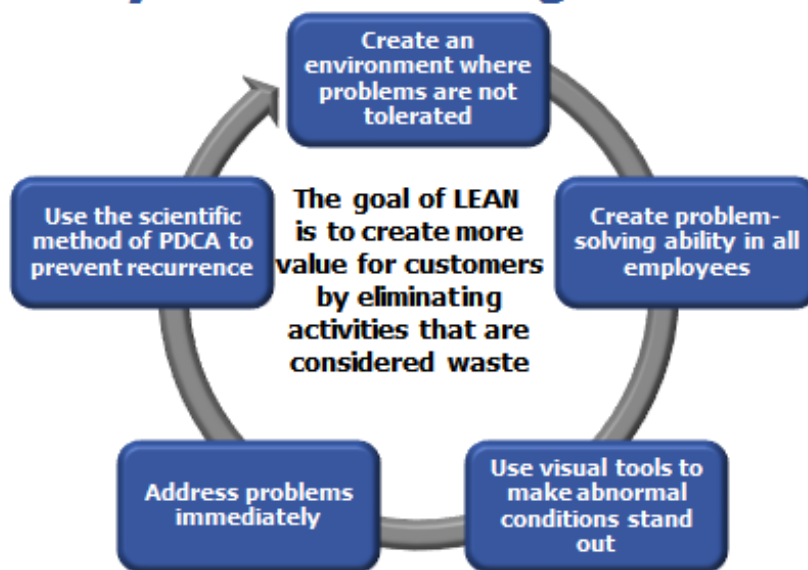 Create an
environment where
problems are not
tolerated
Create problem-
solving ability in all
employees
Use visual tools to
make abnormal
conditions stand
out
Address problems
immediately
Use the scientific
method of PDCA to
prevent recurrence
The goal of LEAN
is to create more
value for customers
by eliminating
activities that are
considered waste